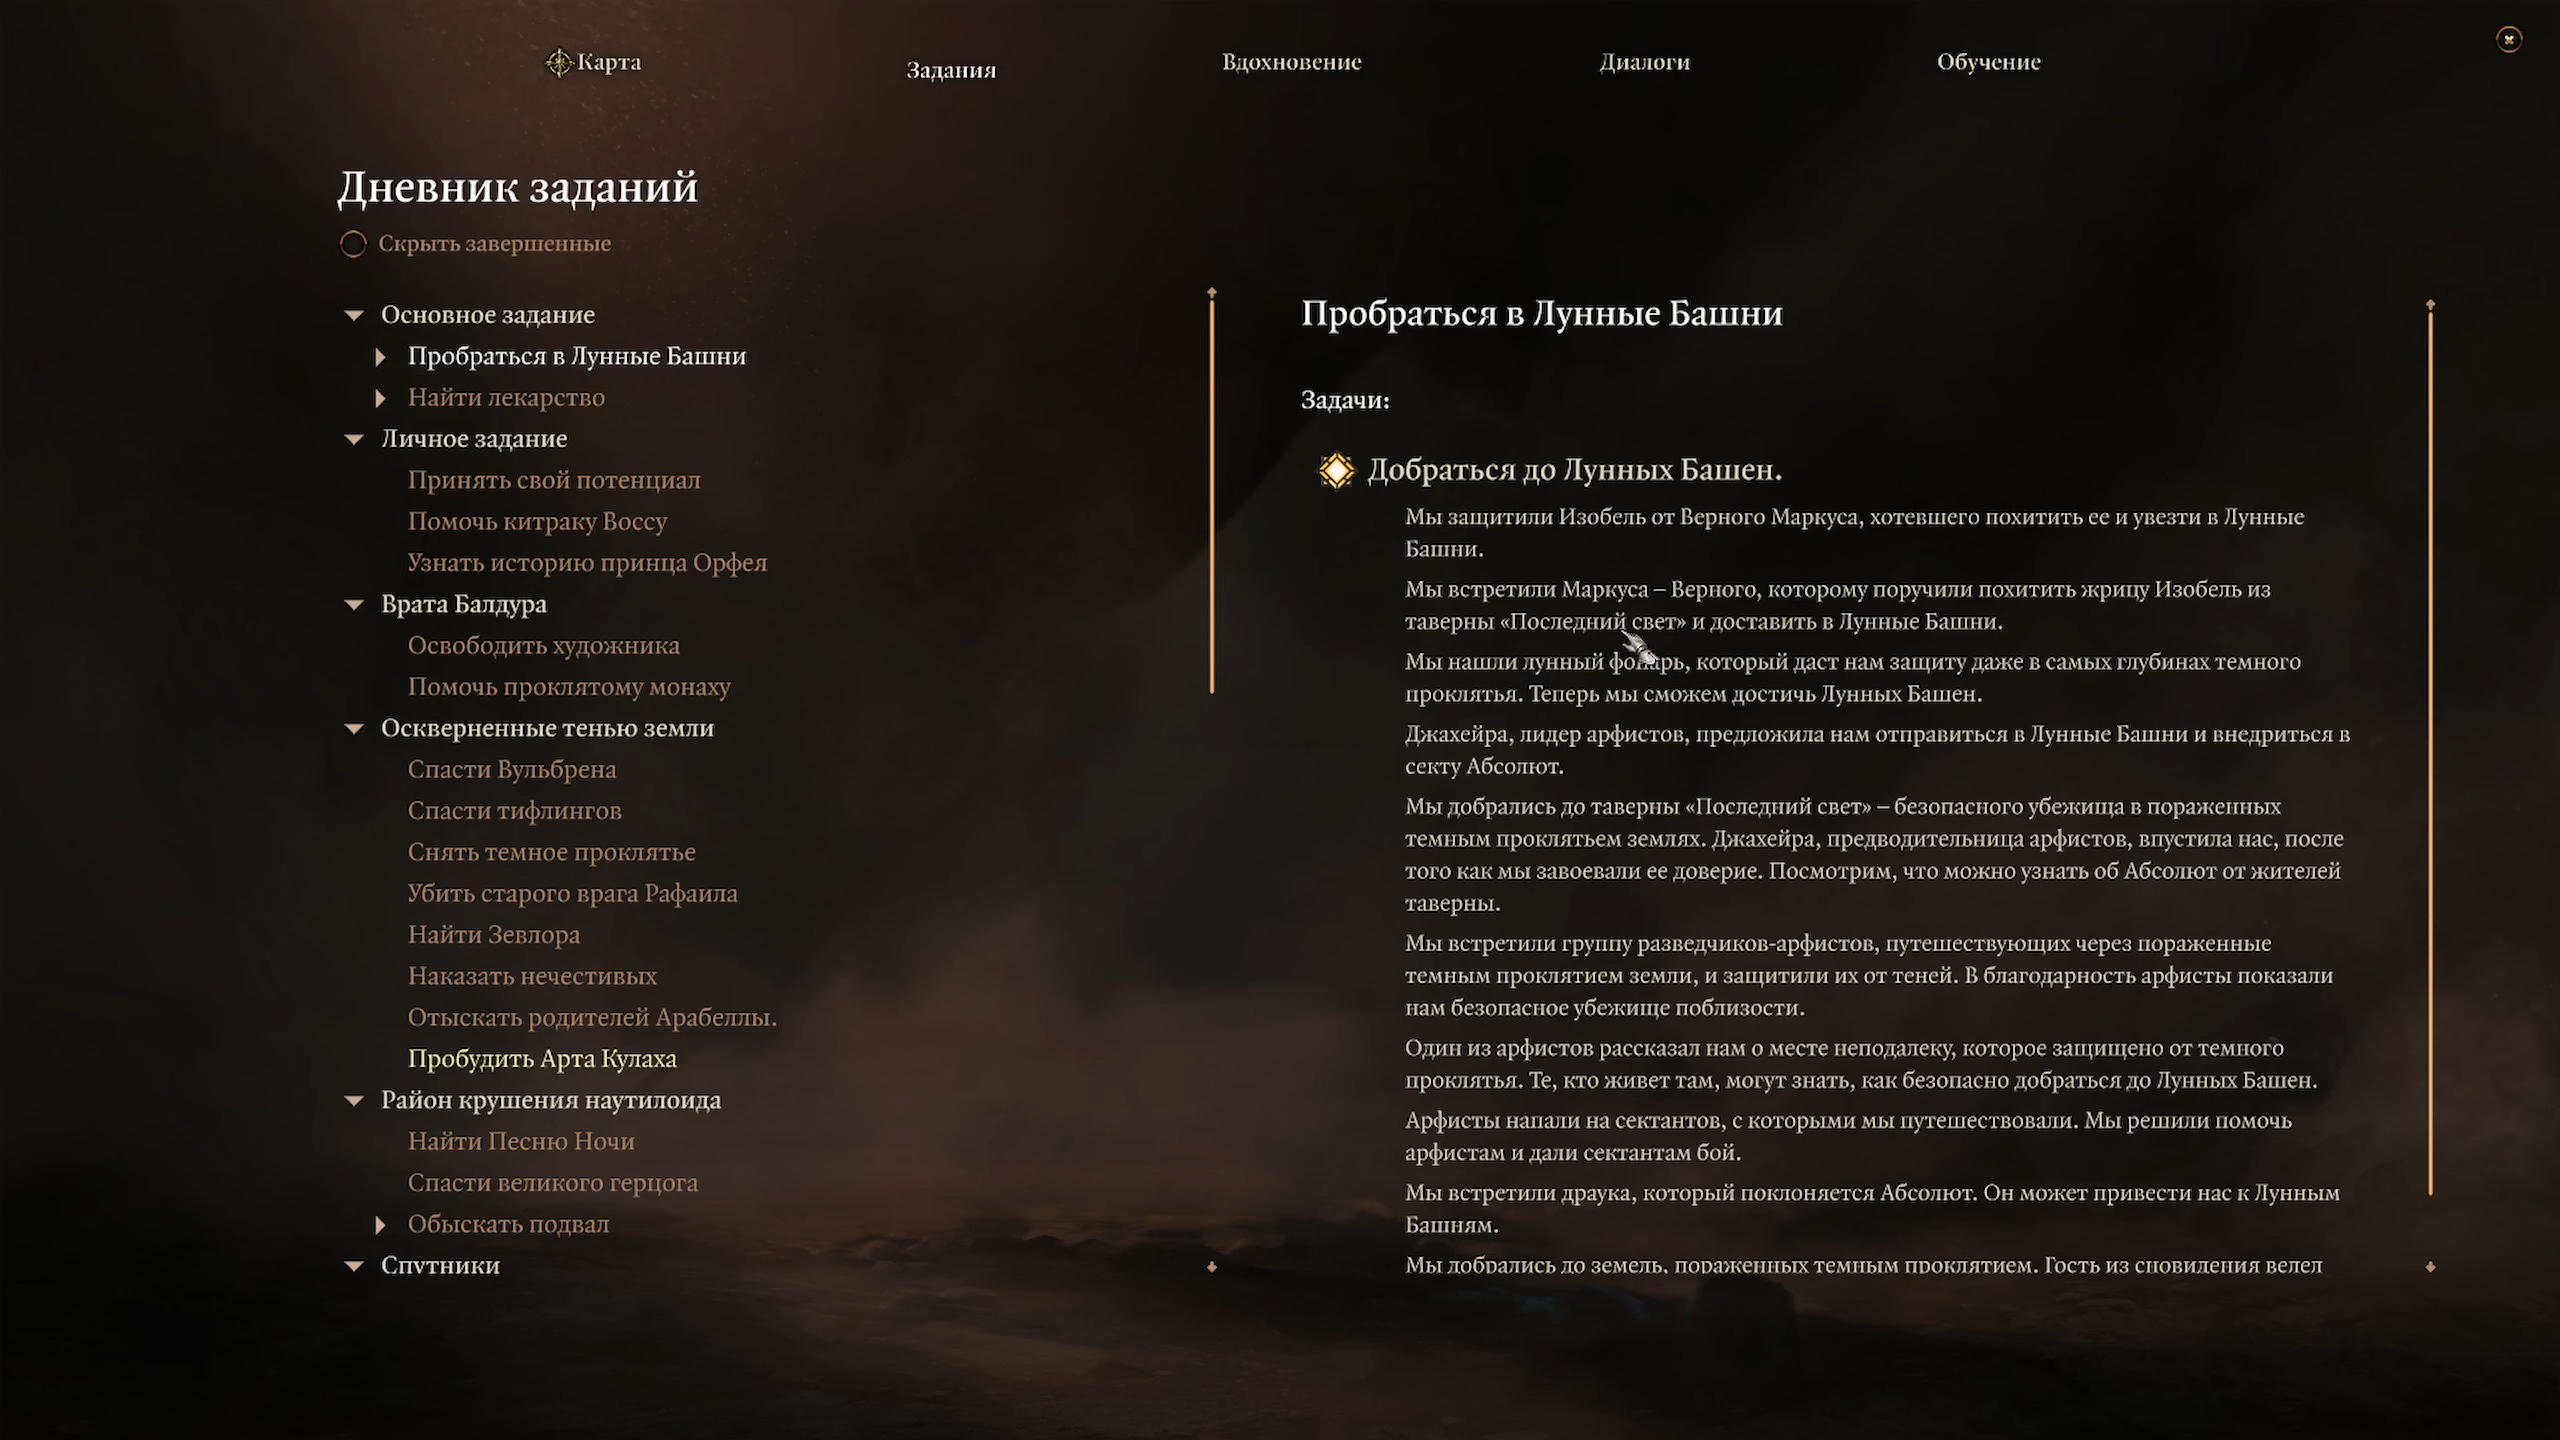 Карта
Задания
Вдохновение
Диалоги
Обучение
Дневник заданий
Скрыть завершенные
Основное задание
Пробраться в Лунные Башни
Найти лекарство
Личное задание
Принять свой потенциал
Помочь китраку Воссу
Узнать историю принца Орфея
Врата Балдура
Освободить художника
Помочь проклятому монаху
Оскверненные тенью земли
Спасти Вульбрена
Спасти тифлингов
Снять темное проклятье
Убить старого врага Рафаила
Найти Зевлора
Наказать нечестивых
Отыскать родителей Арабеллы.
Пробудить Арта Кулаха
Район крушения наутилоида
Найти Песню Ночи
Спасти великого герцога
Обыскать подвал
Спутники
Пробраться в Лунные Башни
Задачи:
Добраться до Лунных Башен.
Мы защитили Изобель от Верного Маркуса, хотевшего похитить ее и увезти в Лунные
Башни.
Мы встретили Маркуса – Верного, которому поручили похитить жрицу Изобель из
таверны «Последний свет» и доставить в Лунные Башни.
Мы нашли лунный фонарь, который даст нам защиту даже в самых глубинах темного
проклятья. Теперь мы сможем достичь Лунных Башен.
Джахейра, лидер арфистов, предложила нам отправиться в Лунные Башни и внедриться в
секту Абсолют.
Мы добрались до таверны «Последний свет» – безопасного убежища в пораженных
темным проклятьем землях. Джахейра, предводительница арфистов, впустила нас, после
того как мы завоевали ее доверие. Посмотрим, что можно узнать об Абсолют от жителей
таверны.
Мы встретили группу разведчиков-арфистов, путешествующих через пораженные
темным проклятием земли, и защитили их от теней. В благодарность арфисты показали
нам безопасное убежище поблизости.
Один из арфистов рассказал нам о месте неподалеку, которое защищено от темного
проклятья. Те, кто живет там, могут знать, как безопасно добраться до Лунных Башен.
Арфисты напали на сектантов, с которыми мы путешествовали. Мы решили помочь
арфистам и дали сектантам бой.
Мы встретили драука, который поклоняется Абсолют. Он может привести нас к Лунным
Башням.
Мы добрались до земель, пораженных темным проклятием. Гость из сновидения велел